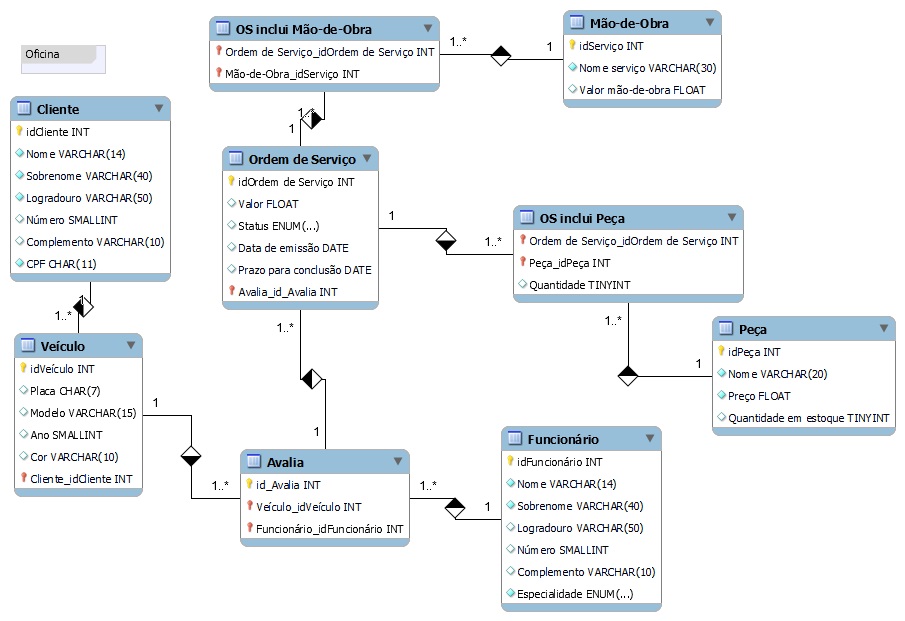 Oficina
OS inclui Mão-de-Obra
Ordem de Serviço_idOrdem de Serviço INT
Mão-de-Obra_idServiço INT
1..*
1
Mão-de-Obra
idServiço INT
Nome serviço VARCHAR(30)
Valor mão-de-obra FLOAT
Cliente
idCliente INT
Nome VARCHAR(14)
Sobrenome VARCHAR(40)
Logradouro VARCHAR(50)
Número SMALLINT
Complemento VARCHAR(10)
CPF CHAR(11)
1
Ordem de Serviço
idOrdem de Serviço INT
Valor FLOAT
Status ENUM(...)
Data de emissão DATE
Prazo para conclusão DATE
Avalia_id_Avalia INT
1
1..*
OS inclui Peça
Ordem de Serviço_idOrdem de Serviço INT
Peça_idPeça INT
Quantidade TINYINT
1..*
1
Peça
idPeça INT
Nome VARCHAR(20)
Preço FLOAT
Quantidade em estoque TINYINT
1..*
Veículo
idVeículo INT
Placa CHAR(7)
Modelo VARCHAR(15)
Ano SMALLINT
Cor VARCHAR(10)
Cliente_idCliente INT
1
1..*
1..*
1
Avalia
id_Avalia INT
Veículo_idVeículo INT
Funcionário_idFuncionário INT
1..*
1
Funcionário
idFuncionário INT
Nome VARCHAR(14)
Sobrenome VARCHAR(40)
Logradouro VARCHAR(50)
Número SMALLINT
Complemento VARCHAR(10)
Especialidade ENUM(...)